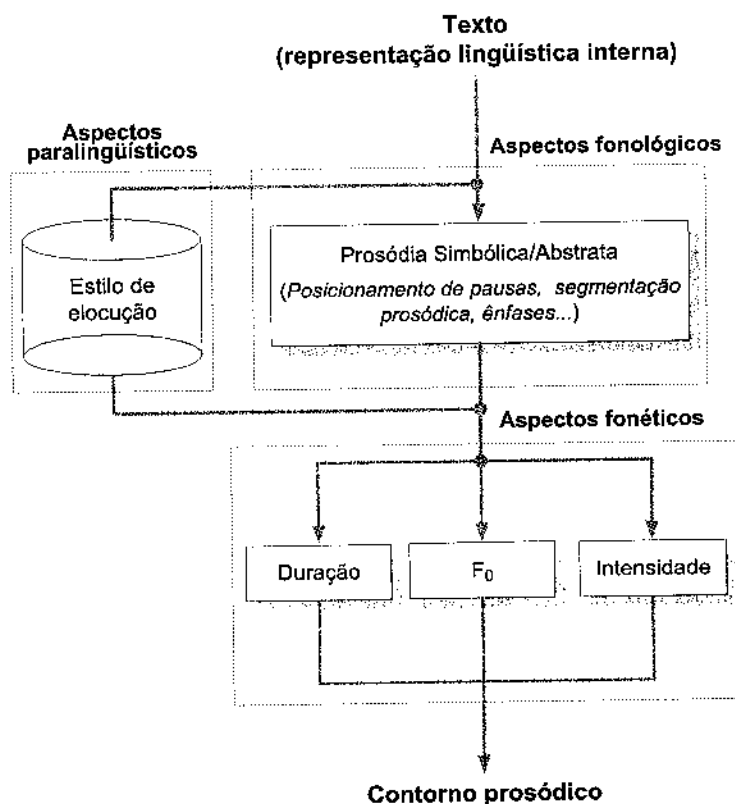 Texto
(representação lingüística interna)
Aspectos
paralingüísticos
Aspectos fonológicos
Prosódia Simbólica/Abstrata
(Posicionamento de pausas, segmentação
prosódica, ênfases...)
Estilo de
elocução
Aspectos fonéticos
Duração
F₀
Intensidade
Contorno prosódico